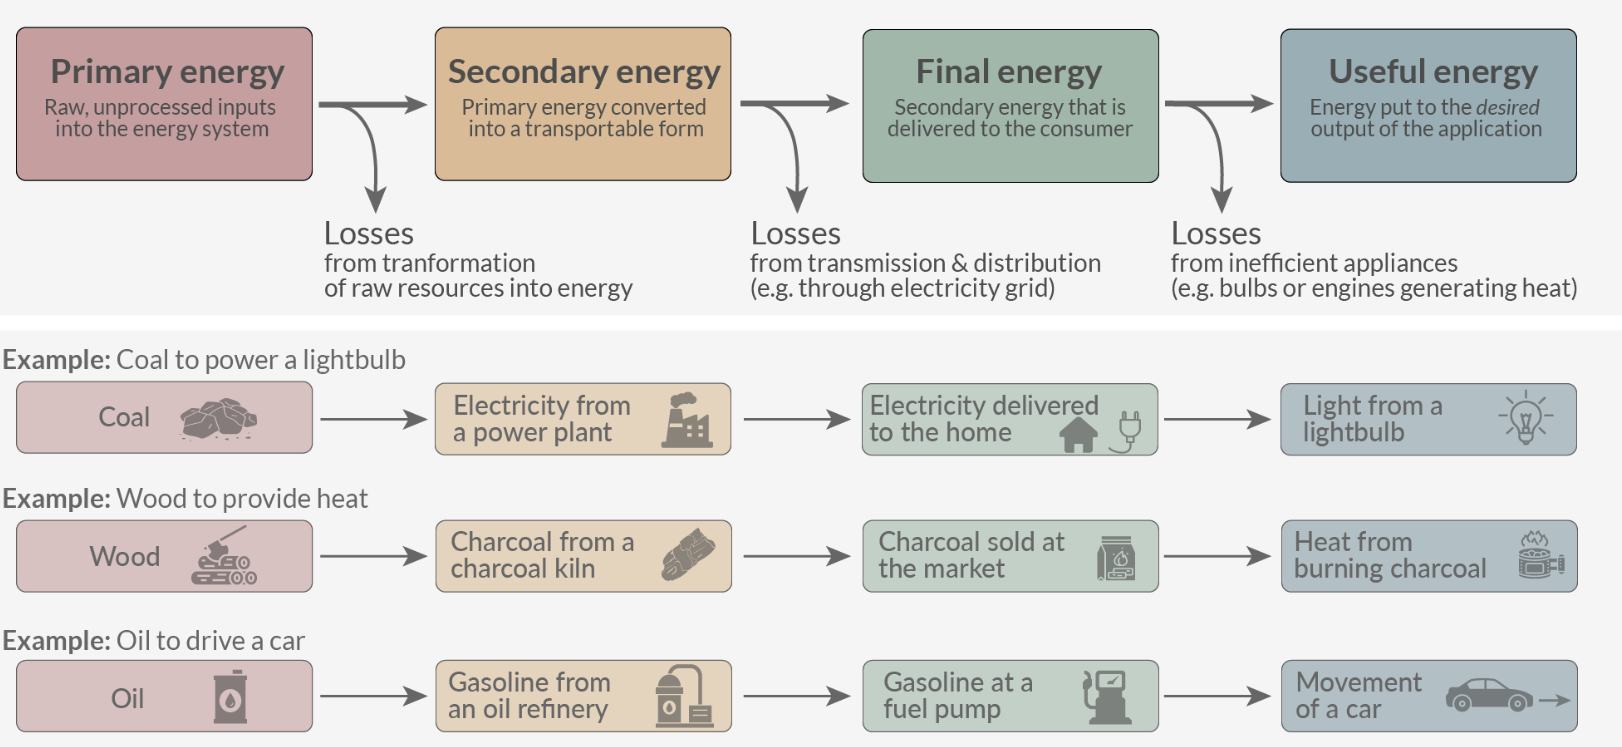 Primary energy
Raw, unprocessed inputs
into the energy system
Secondary energy
Primary energy converted
into a transportable form
Final energy
Secondary energy that is
delivered to the consumer
Useful energy
Energy put to the desired
output of the application
Losses
from tranformation
of raw resources into energy
Losses
from transmission & distribution
(e.g. through electricity grid)
Losses
from inefficient appliances
(e.g. bulbs or engines generating heat)
Example: Coal to power a lightbulb
Coal
Electricity from
a power plant
Electricity delivered
to the home
Light from a
lightbulb
Example: Wood to provide heat
Wood
Charcoal from a
charcoal kiln
Charcoal sold at
the market
Heat from
burning charcoal
Example: Oil to drive a car
Oil
Gasoline from
an oil refinery
Gasoline at a
fuel pump
Movement
of a car